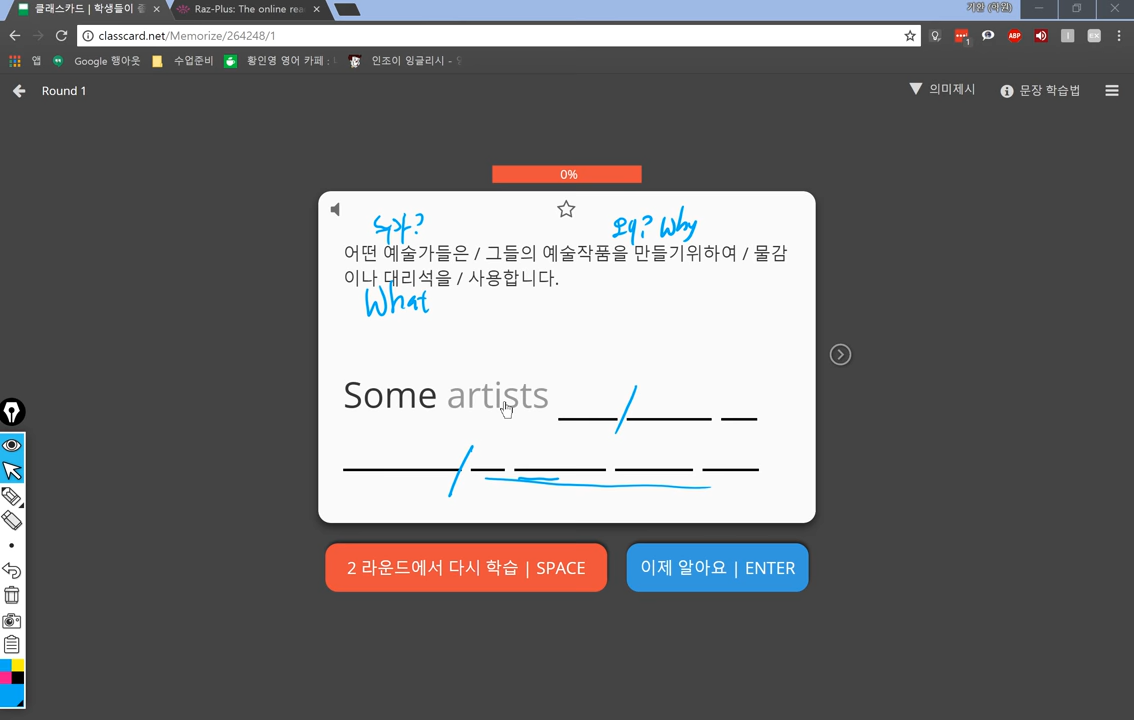 클래스카드 | 학생들이
Raz-Plus: The online rea
기한 (학원)
classcard.net/Memorize/264248/1
ABP
앱 Google 행아웃 수업준비 황인영 영어 카페 : 인조이 잉글리시 -
Round 1
의미제시 문장 학습법
0%
Why
어떤 예술가들은 / 그들의 예술작품을 만들기위하여 / 물감
이나 대리석을 / 사용합니다.
What
Some artists
2 라운드에서 다시 학습 | SPACE
이제 알아요 | ENTER